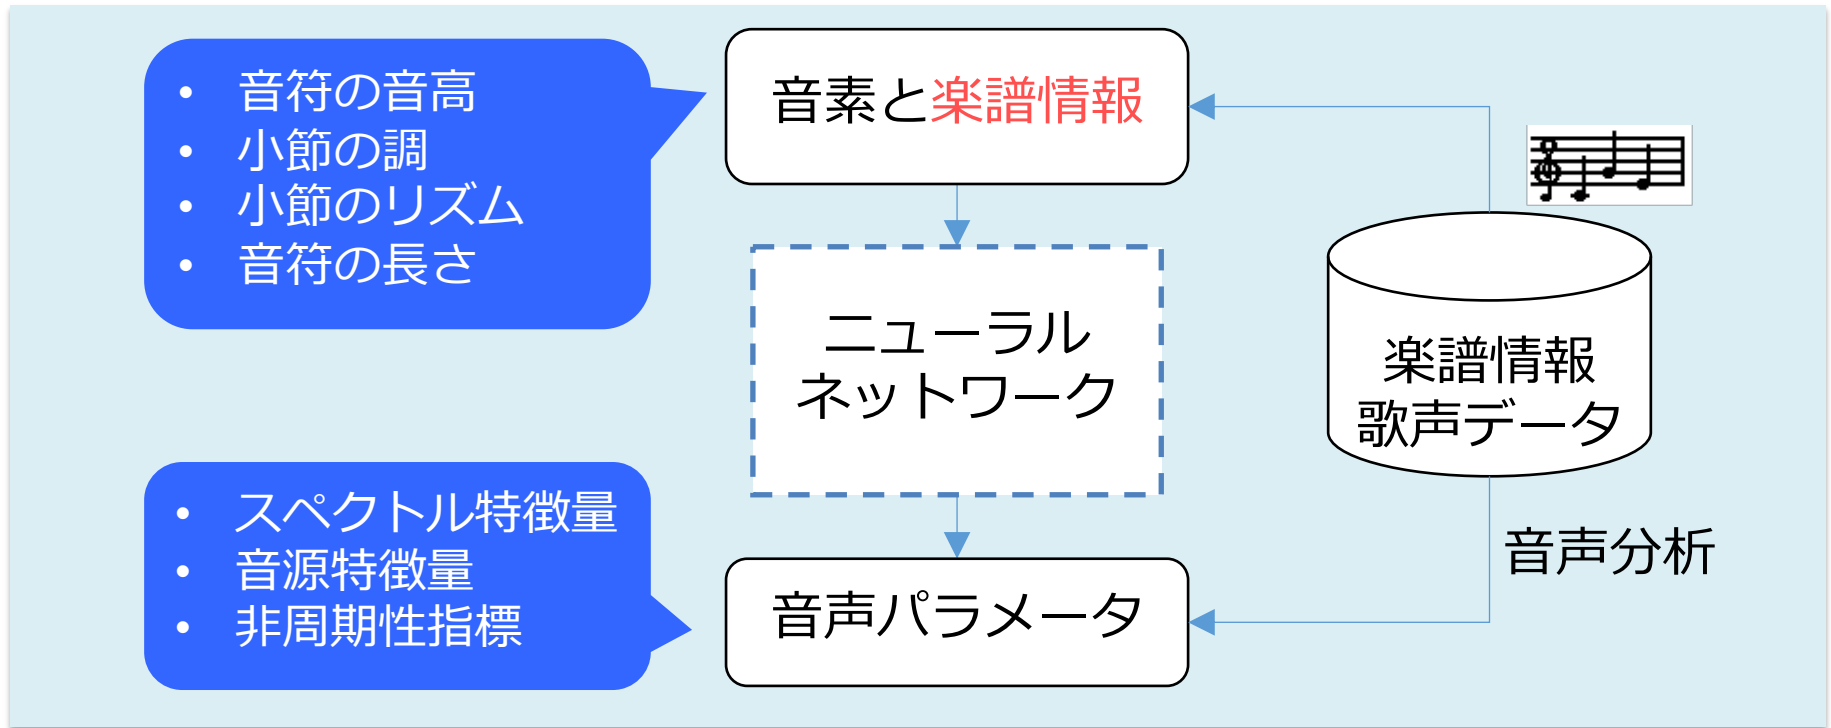 • 音符の音高
• 小節の調
• 小節のリズム
• 音符の長さ
音素と楽譜情報
ニューラル
ネットワーク
楽譜情報
歌声データ
• スペクトル特徴量
• 音源特徴量
• 非周期性指標
音声パラメータ
音声分析